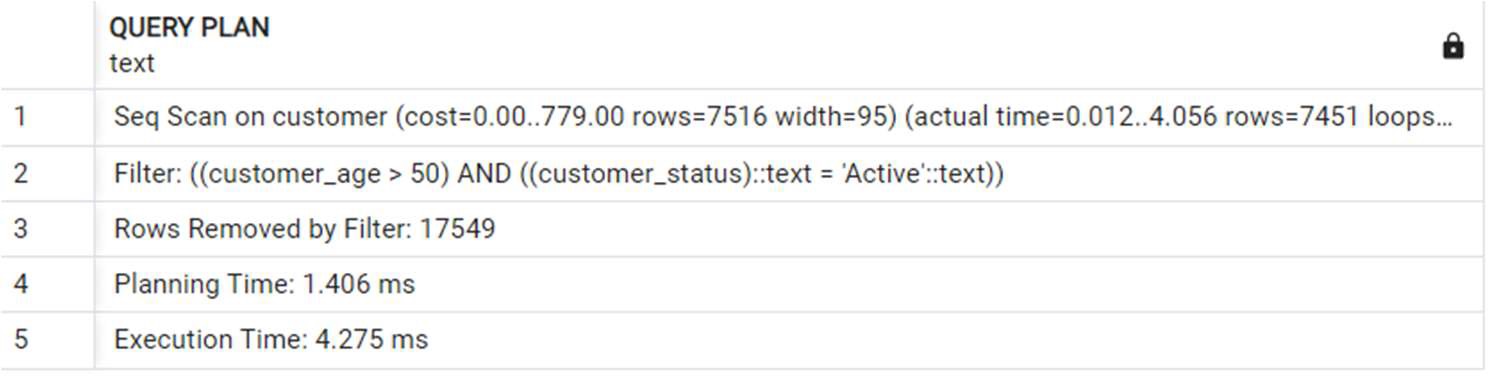 QUERY PLAN
text
1 Seq Scan on customer (cost=0.00..779.00 rows=7516 width=95) (actual time=0.012..4.056 rows=7451 loops...
2 Filter: ((customer_age > 50) AND ((customer_status)::text = 'Active'::text))
3 Rows Removed by Filter: 17549
4 Planning Time: 1.406 ms
5 Execution Time: 4.275 ms